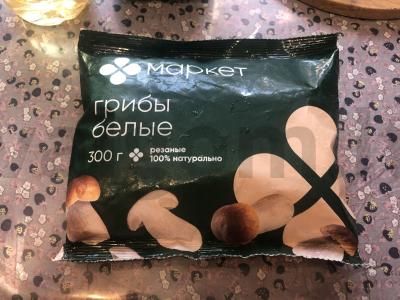 маркет
грибы
белые
300 г
резаные
100% натурально